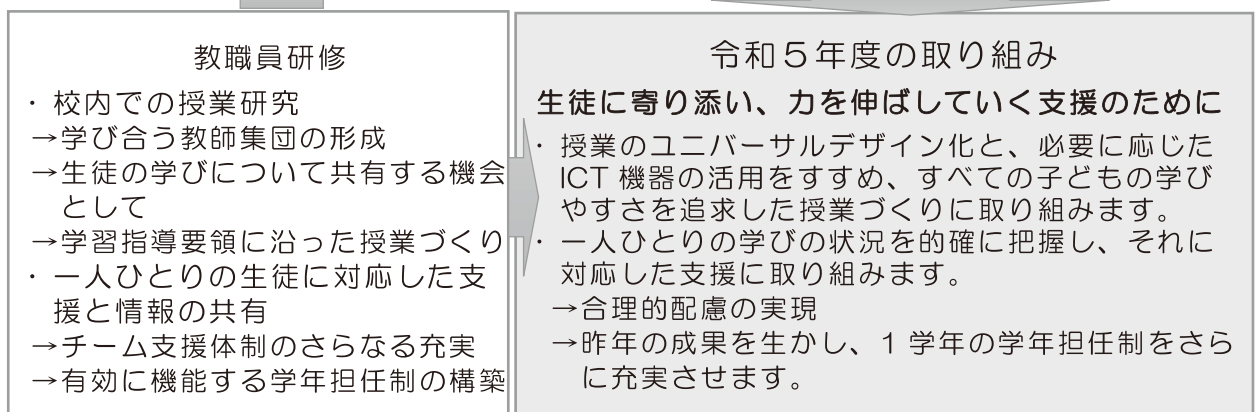 教職員研修
・校内での授業研究
→学び合う教師集団の形成
→生徒の学びについて共有する機会
として
→学習指導要領に沿った授業づくり
・一人ひとりの生徒に対応した支
援と情報の共有
→チーム支援体制のさらなる充実
→有効に機能する学年担任制の構築
令和５年度の取り組み
生徒に寄り添い、力を伸ばしていく支援のために
・授業のユニバーサルデザイン化と、必要に応じた
ICT 機器の活用をすすめ、すべての子どもの学び
やすさを追求した授業づくりに取り組みます。
・一人ひとりの学びの状況を的確に把握し、それに
対応した支援に取り組みます。
→合理的配慮の実現
→昨年の成果を生かし、1 学年の学年担任制をさら
に充実させます。